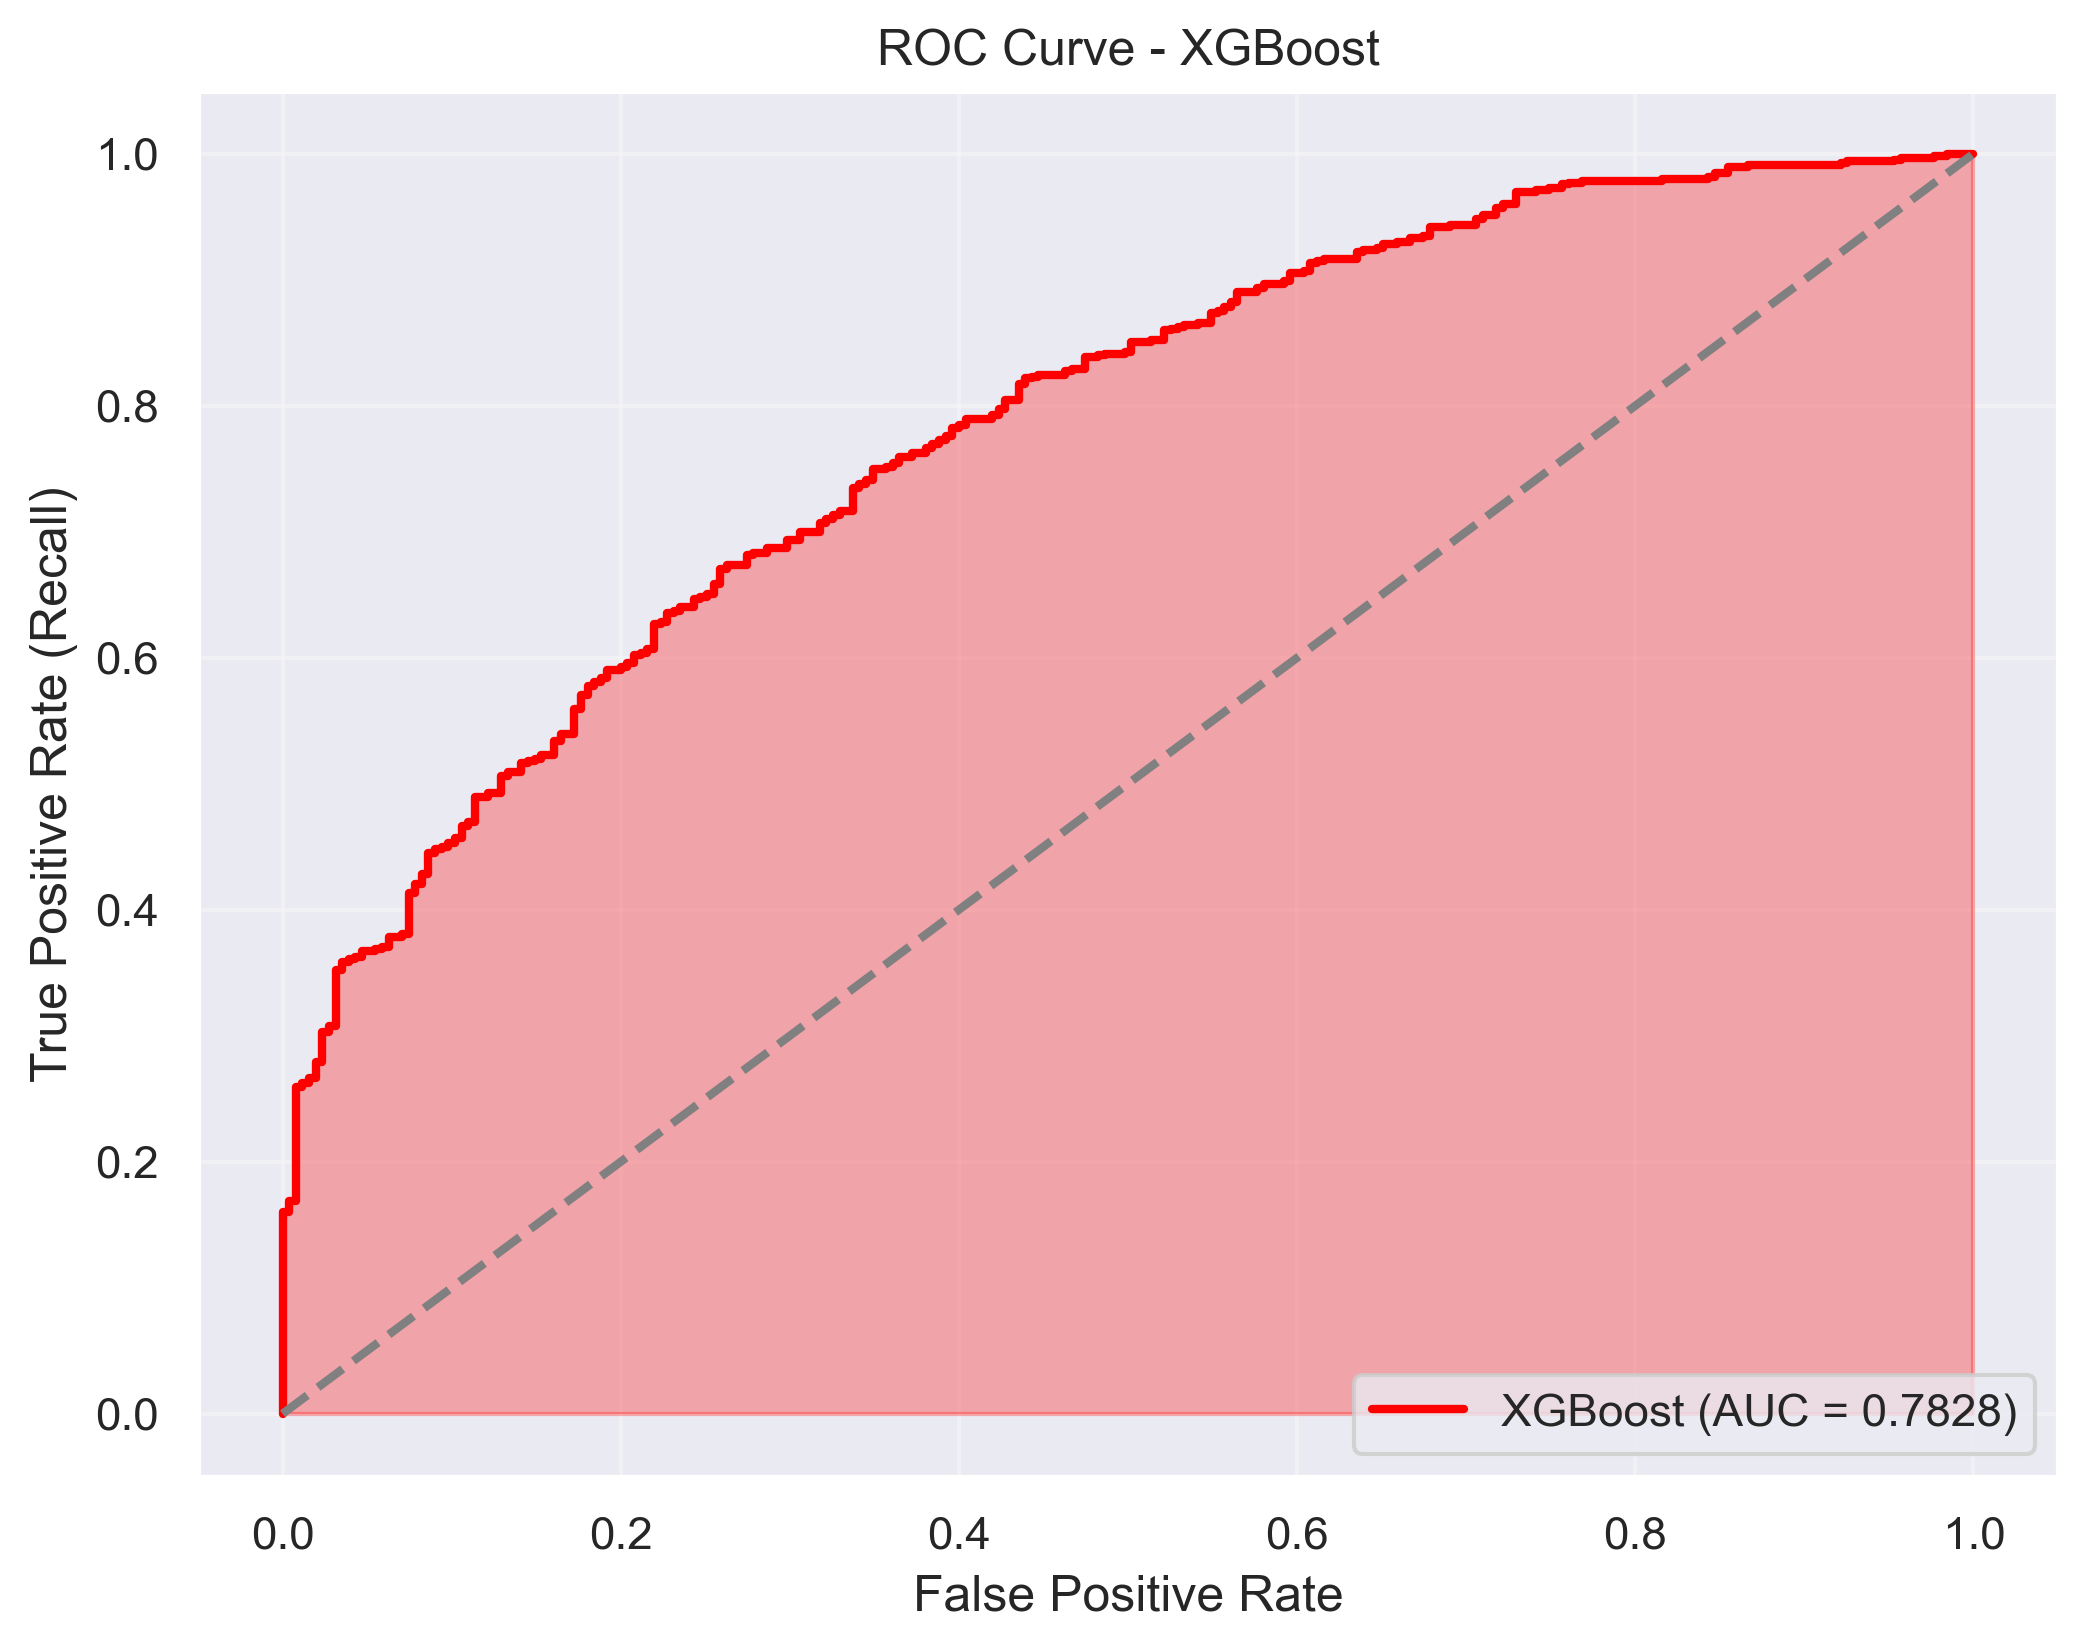 ROC Curve - XGBoost
True Positive Rate (Recall)
1.0
0.8
0.6
0.4
0.2
0.0
XGBoost (AUC = 0.7828)
0.0 0.2 0.4 0.6 0.8 1.0
False Positive Rate